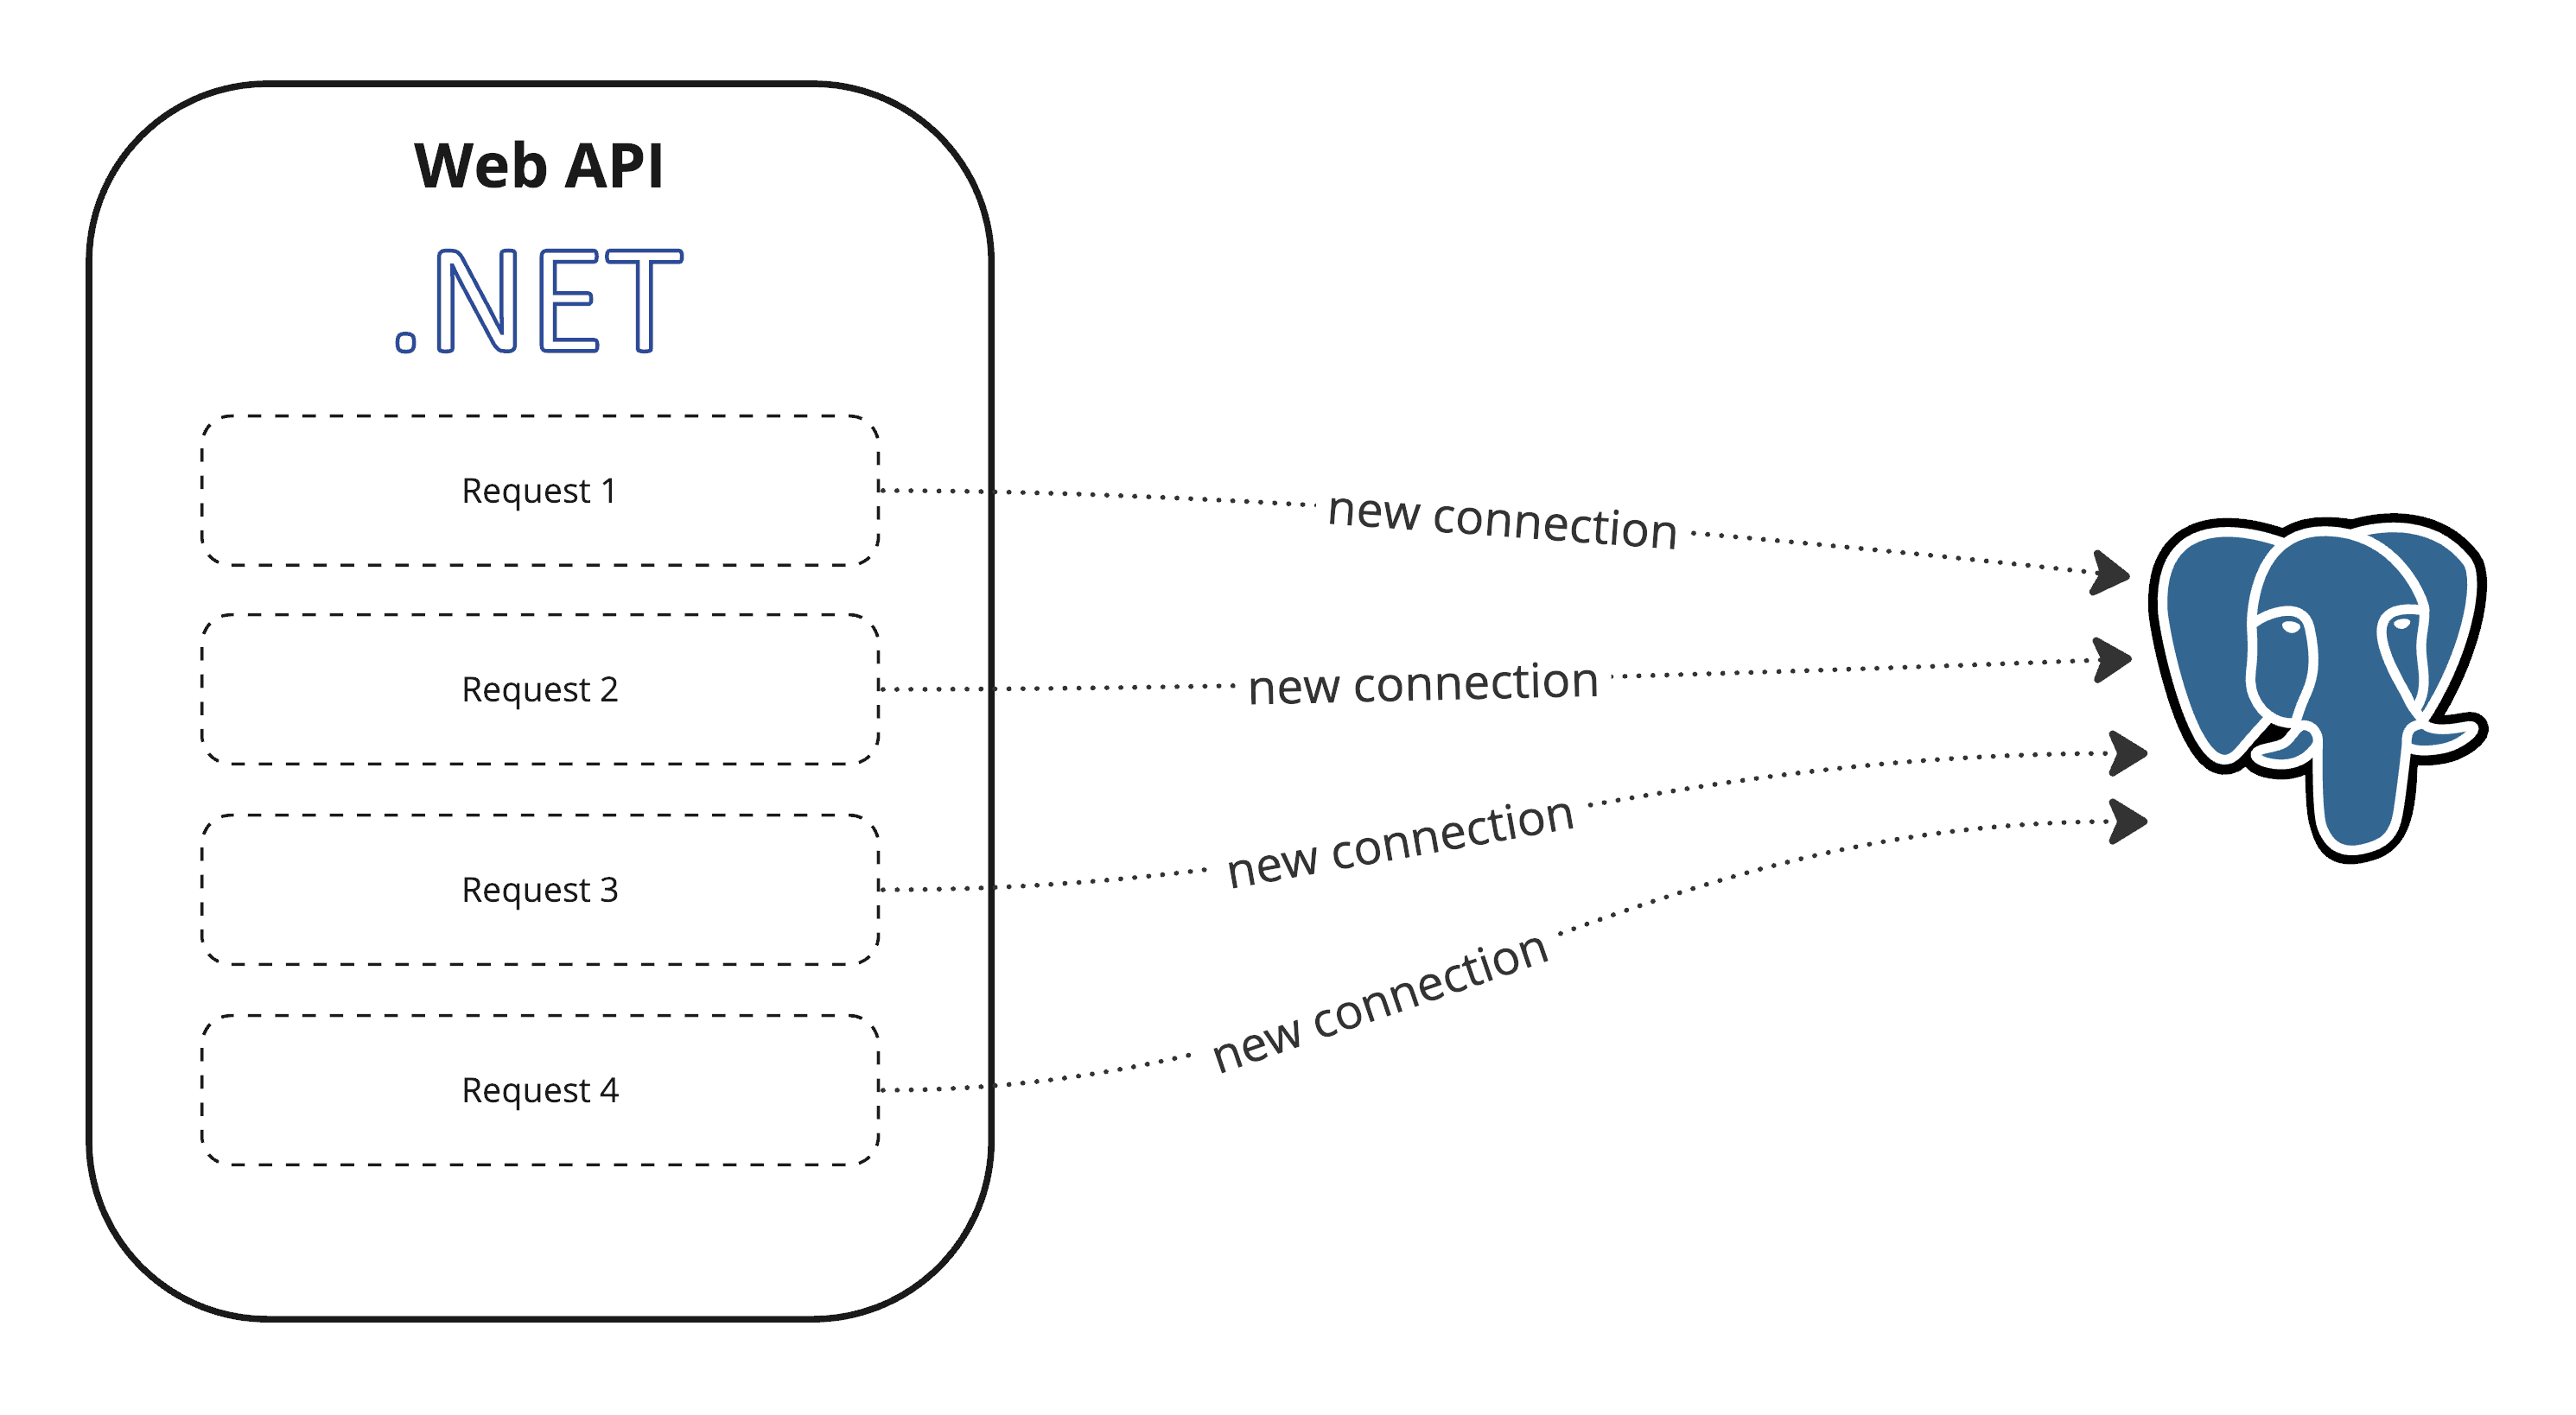 Web API
.NET
Request 1
new connection
Request 2
new connection
Request 3
new connection
Request 4
new connection